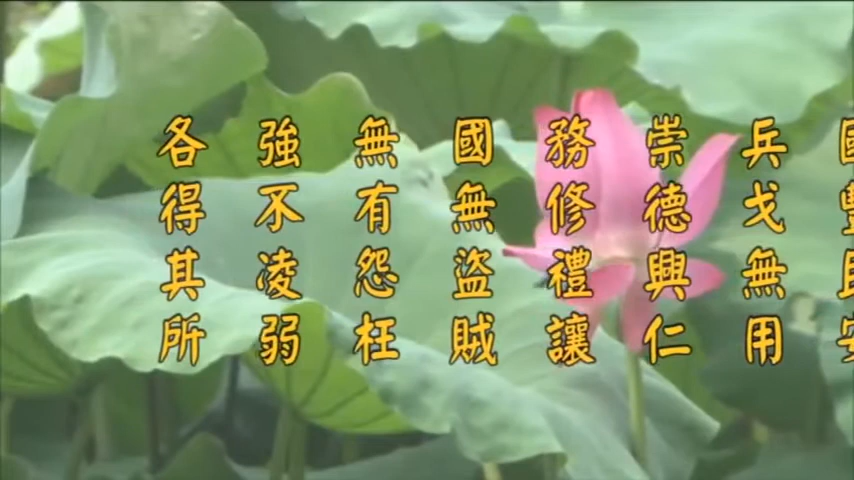 兵戈無用
崇德興仁
務修禮讓
國無盜賊
無有怨枉
強不凌弱
各得其所